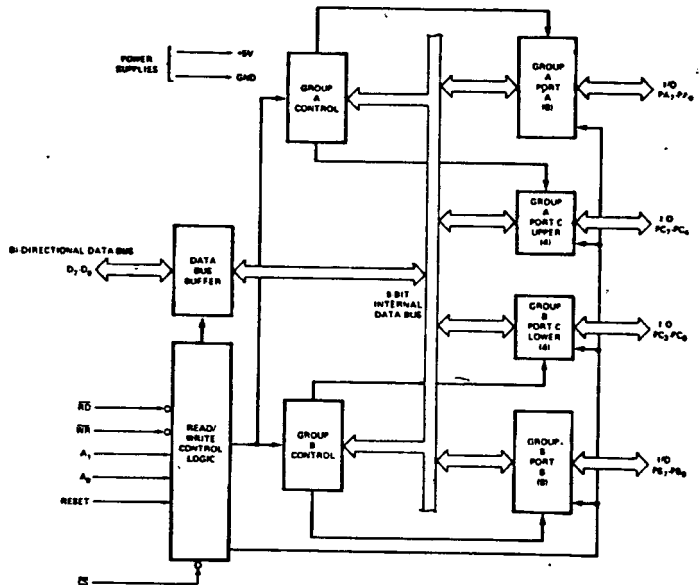 POWER
SUPPLIES
+5V
GND
GROUP
A
CONTROL
GROUP
A
PORT
A
(8)
I/O
PA7-PA0
GROUP
A
PORT C
UPPER
(4)
I O
PC7-PC4
BI-DIRECTIONAL DATA BUS
D7-D0
DATA
BUS
BUFFER
8 BIT
INTERNAL
DATA BUS
GROUP
B
PORT C
LOWER
(4)
I O
PC3-PC0
RD
WR
A1
A0
RESET
CS
READ/
WRITE
CONTROL
LOGIC
GROUP
B
CONTROL
GROUP
B
PORT
B
(8)
I/O
PB7-PB0